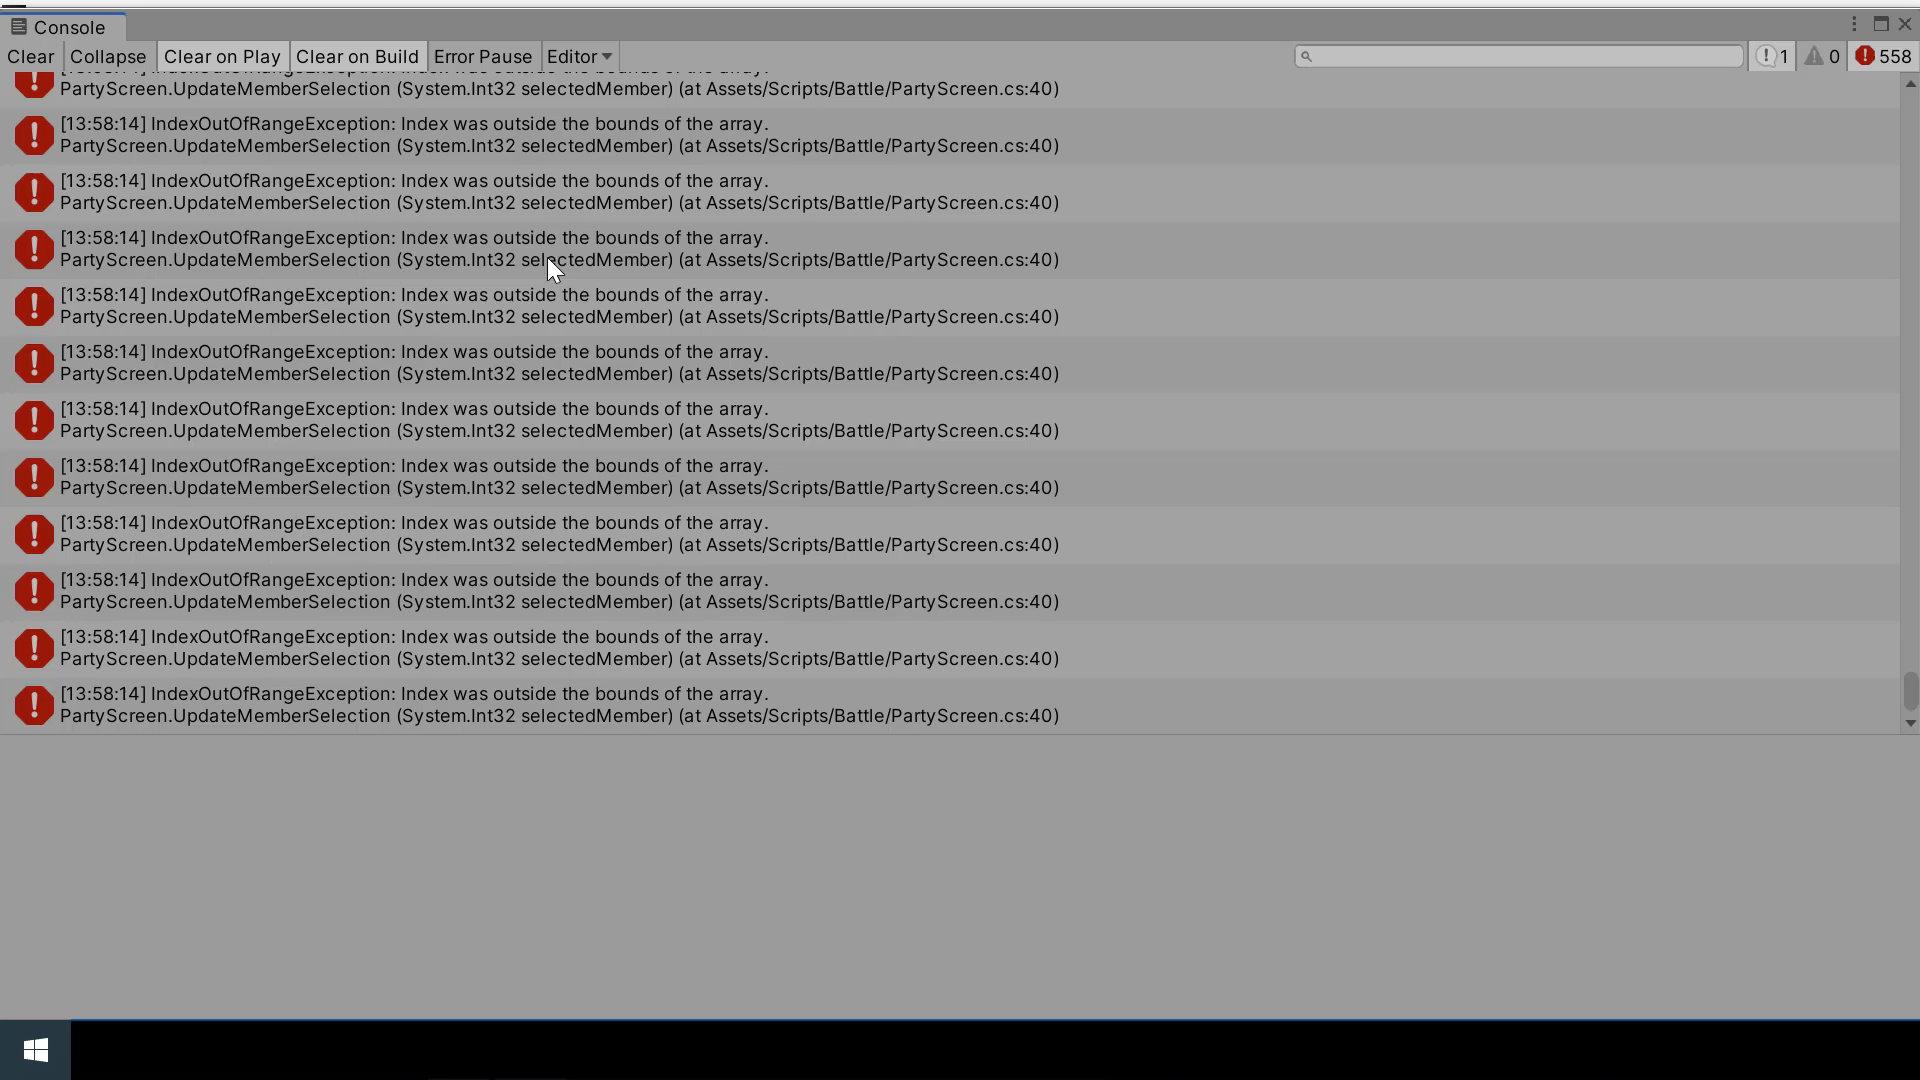 Console
Clear Collapse Clear on Play Clear on Build Error Pause Editor 1 0 558
[13:58:14] IndexOutOfRangeException: Index was outside the bounds of the array.
PartyScreen.UpdateMemberSelection (System.Int32 selectedMember) (at Assets/Scripts/Battle/PartyScreen.cs:40)
[13:58:14] IndexOutOfRangeException: Index was outside the bounds of the array.
PartyScreen.UpdateMemberSelection (System.Int32 selectedMember) (at Assets/Scripts/Battle/PartyScreen.cs:40)
[13:58:14] IndexOutOfRangeException: Index was outside the bounds of the array.
PartyScreen.UpdateMemberSelection (System.Int32 selectedMember) (at Assets/Scripts/Battle/PartyScreen.cs:40)
[13:58:14] IndexOutOfRangeException: Index was outside the bounds of the array.
PartyScreen.UpdateMemberSelection (System.Int32 selectedMember) (at Assets/Scripts/Battle/PartyScreen.cs:40)
[13:58:14] IndexOutOfRangeException: Index was outside the bounds of the array.
PartyScreen.UpdateMemberSelection (System.Int32 selectedMember) (at Assets/Scripts/Battle/PartyScreen.cs:40)
[13:58:14] IndexOutOfRangeException: Index was outside the bounds of the array.
PartyScreen.UpdateMemberSelection (System.Int32 selectedMember) (at Assets/Scripts/Battle/PartyScreen.cs:40)
[13:58:14] IndexOutOfRangeException: Index was outside the bounds of the array.
PartyScreen.UpdateMemberSelection (System.Int32 selectedMember) (at Assets/Scripts/Battle/PartyScreen.cs:40)
[13:58:14] IndexOutOfRangeException: Index was outside the bounds of the array.
PartyScreen.UpdateMemberSelection (System.Int32 selectedMember) (at Assets/Scripts/Battle/PartyScreen.cs:40)
[13:58:14] IndexOutOfRangeException: Index was outside the bounds of the array.
PartyScreen.UpdateMemberSelection (System.Int32 selectedMember) (at Assets/Scripts/Battle/PartyScreen.cs:40)
[13:58:14] IndexOutOfRangeException: Index was outside the bounds of the array.
PartyScreen.UpdateMemberSelection (System.Int32 selectedMember) (at Assets/Scripts/Battle/PartyScreen.cs:40)
[13:58:14] IndexOutOfRangeException: Index was outside the bounds of the array.
PartyScreen.UpdateMemberSelection (System.Int32 selectedMember) (at Assets/Scripts/Battle/PartyScreen.cs:40)
[13:58:14] IndexOutOfRangeException: Index was outside the bounds of the array.
PartyScreen.UpdateMemberSelection (System.Int32 selectedMember) (at Assets/Scripts/Battle/PartyScreen.cs:40)